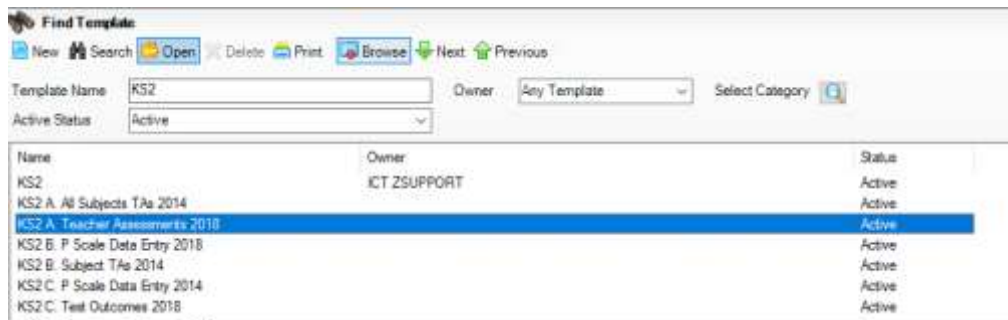 Find Template
New Search Open Delete Print Browse Next Previous
Template Name KS2 Owner Any Template Select Category
Active Status Active
Name Owner Status
KS2 ICT ZSUPPORT Active
KS2 A. All Subjects TAs 2014 Active
KS2 A. Teacher Assessments 2018 Active
KS2 B. P Scale Data Entry 2018 Active
KS2 B. Subject TAs 2014 Active
KS2 C. P Scale Data Entry 2014 Active
KS2 C. Test Outcomes 2018 Active